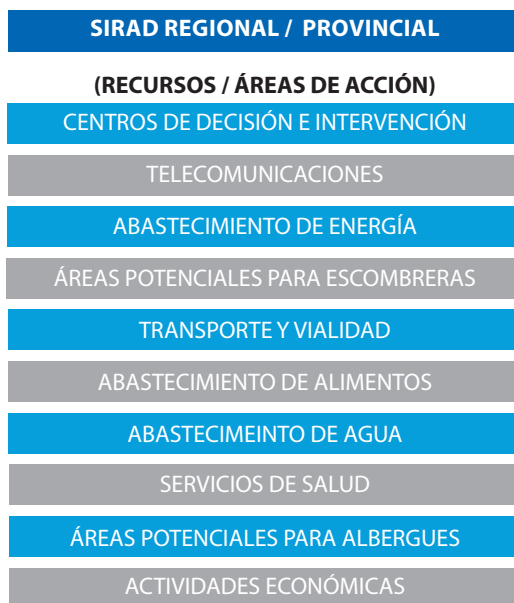 SIRAD REGIONAL / PROVINCIAL
(RECURSOS / ÁREAS DE ACCIÓN)
CENTROS DE DECISIÓN E INTERVENCIÓN
TELECOMUNICACIONES
ABASTECIMIENTO DE ENERGÍA
ÁREAS POTENCIALES PARA ESCOMBRERAS
TRANSPORTE Y VIALIDAD
ABASTECIMIENTO DE ALIMENTOS
ABASTECIMEINTO DE AGUA
SERVICIOS DE SALUD
ÁREAS POTENCIALES PARA ALBERGUES
ACTIVIDADES ECONÓMICAS